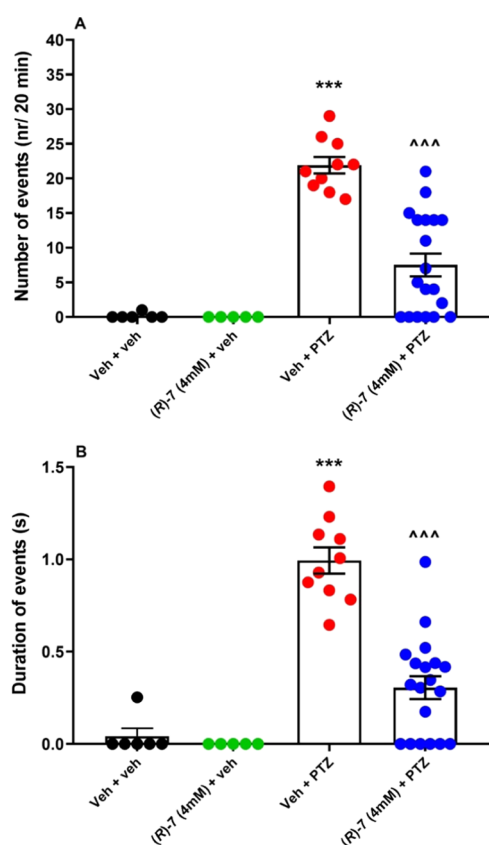 A
Number of events (nr/ 20 min)
40
35
30
25
20
15
10
5
0
***
^^^
Veh + veh
(R)-7 (4mM) + veh
Veh + PTZ
(R)-7 (4mM) + PTZ
B
Duration of events (s)
1.5
1.0
0.5
0.0
***
^^^
Veh + veh
(R)-7 (4mM) + veh
Veh + PTZ
(R)-7 (4mM) + PTZ